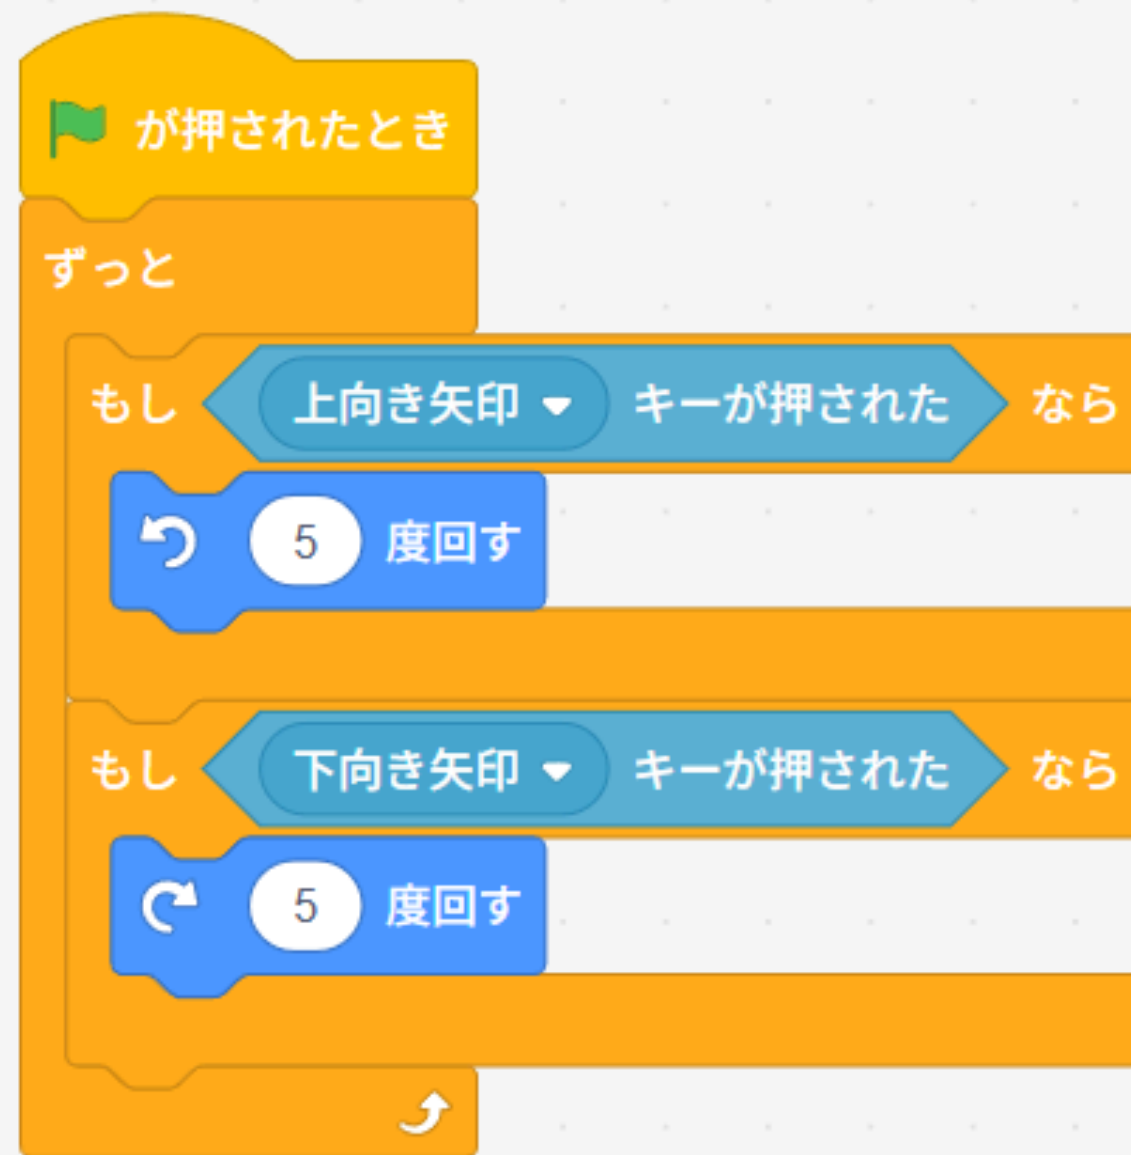 が押されたとき
ずっと
もし 上向き矢印 キーが押された なら
5 度回す
もし 下向き矢印 キーが押された なら
5 度回す